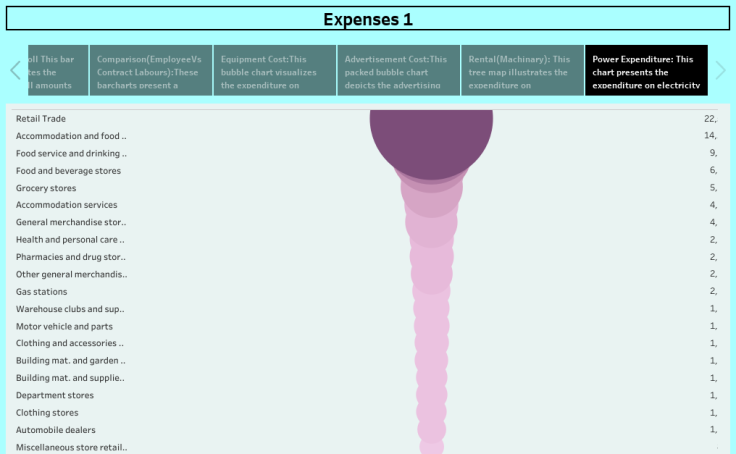 Expenses 1
oll This bar
tes the
ll amounts
Comparison(EmployeeVs
Contract Labours):These
barcharts present a
Equipment Cost:This
bubble chart visualizes
the expenditure on
Advertisement Cost:This
packed bubble chart
depicts the advertising
Rental(Machinary): This
tree map illustrates the
expenditure on
Power Expenditure: This
chart presents the
expenditure on electricity
Retail Trade 22,.
Accommodation and food .. 14,
Food service and drinking .. 9,
Food and beverage stores 6,
Grocery stores 5,
Accommodation services 4,
General merchandise stor.. 4,
Health and personal care .. 2,
Pharmacies and drug stor.. 2,
Other general merchandis.. 2,
Gas stations 2,
Warehouse clubs and sup.. 1,
Motor vehicle and parts 1,
Clothing and accessories .. 1,
Building mat. and garden .. 1,
Building mat. and supplie.. 1,
Department stores 1,
Clothing stores 1,
Automobile dealers 1,
Miscellaneous store retail..